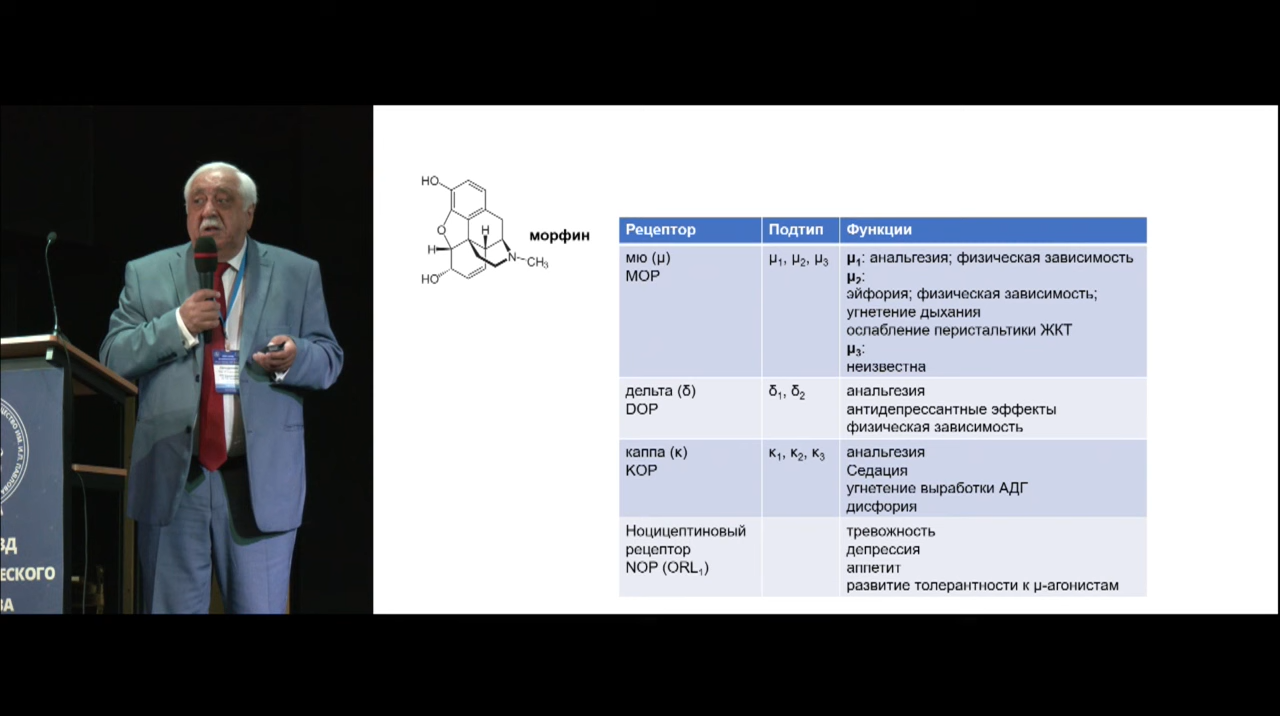 HO
O
H
H
HO
N
CH₃
морфин
Рецептор Подтип Функции
мю (μ)
MOP
μ₁, μ₂, μ₃
μ₁: анальгезия; физическая зависимость
μ₂:
эйфория; физическая зависимость;
угнетение дыхания
ослабление перистальтики ЖКТ
μ₃:
неизвестна
дельта (δ)
DOP
δ₁, δ₂
анальгезия
антидепрессантные эффекты
физическая зависимость
каппа (κ)
KOP
κ₁, κ₂, κ₃
анальгезия
Седация
угнетение выработки АДГ
дисфория
Ноцицептиновый
рецептор
NOP (ORL₁)
тревожность
депрессия
аппетит
развитие толерантности к μ-агонистам
ЕСКОГО